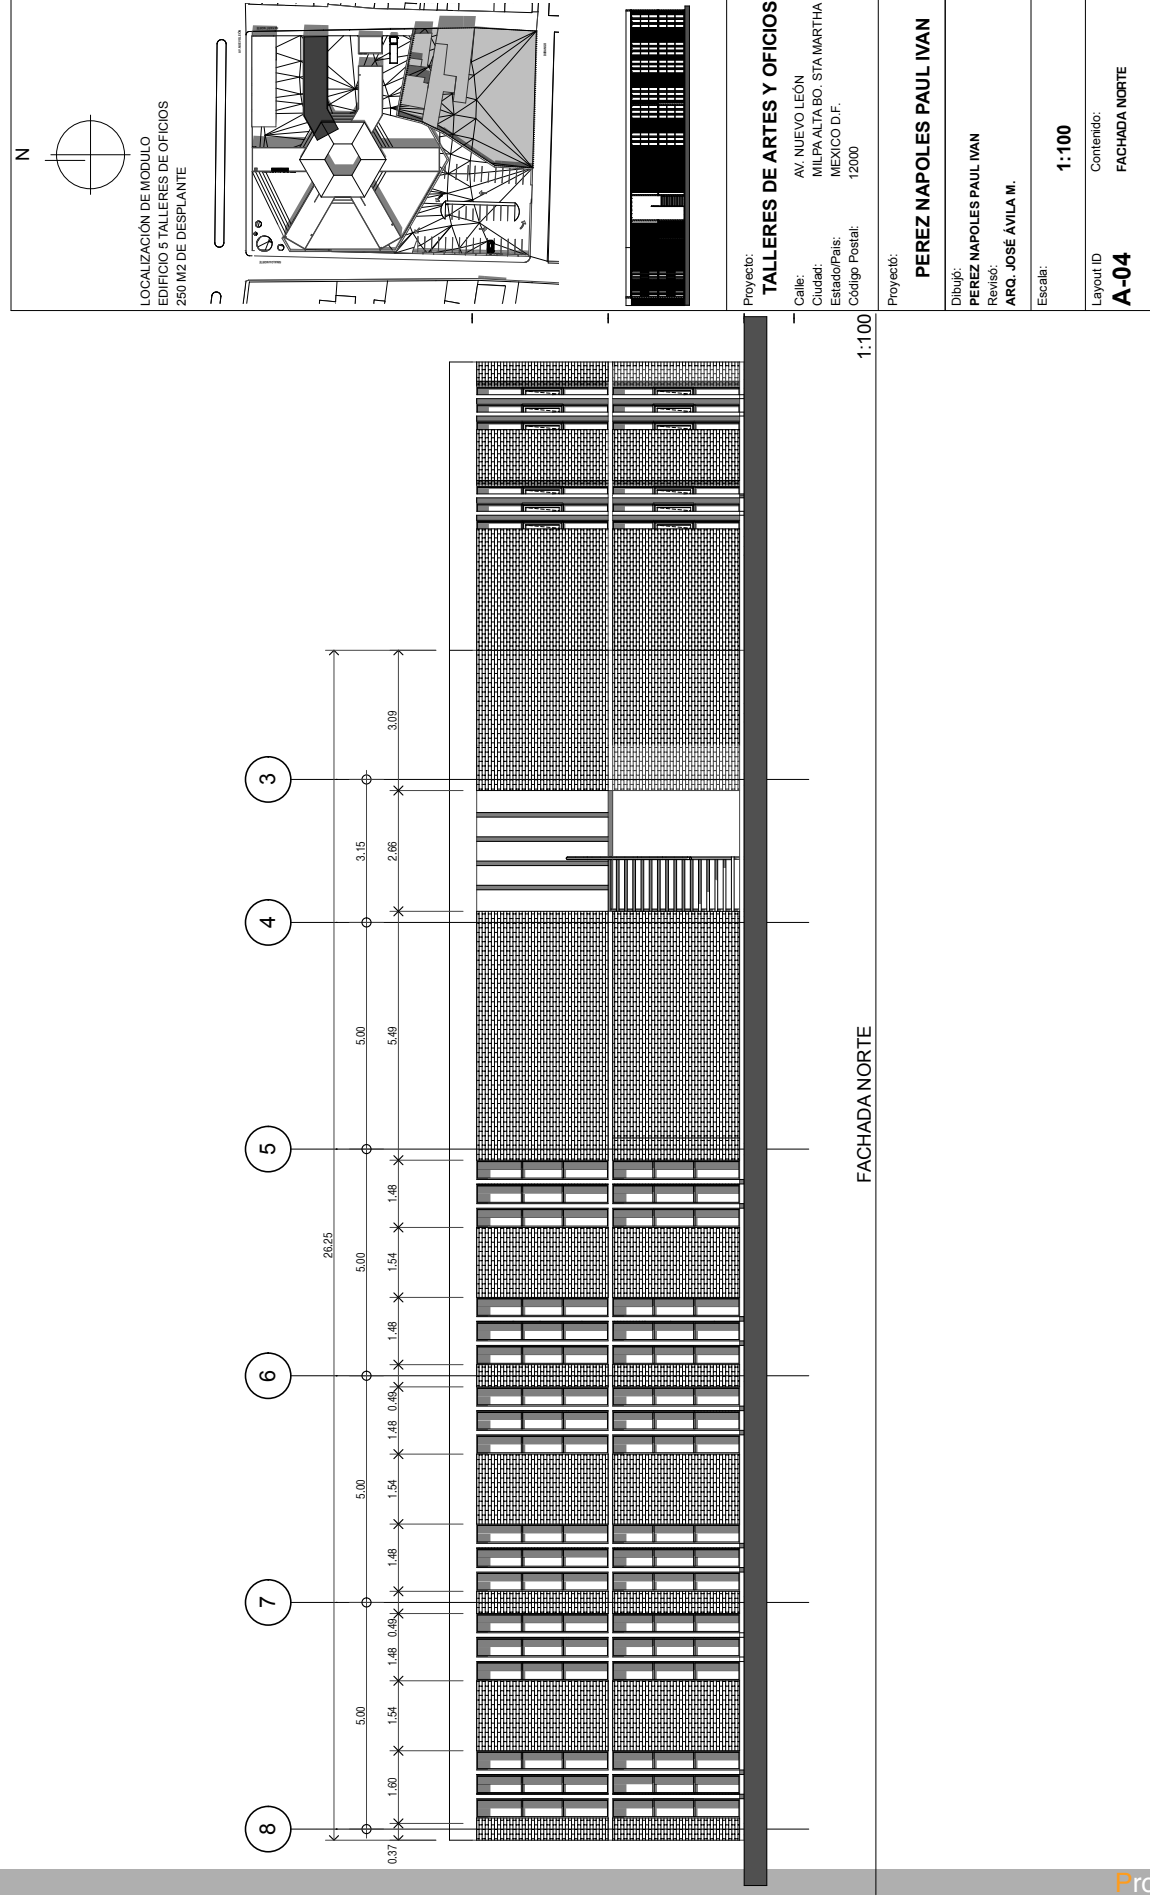 N
LOCALIZACIÓN DE MODULO
EDIFICIO 5 TALLERES DE OFICIOS
250 M2 DE DESPLANTE
Proyecto:
TALLERES DE ARTES Y OFICIOS
Calle: AV. NUEVO LEÓN
Ciudad: MILPA ALTA BO. STA MARTHA
Estado/País: MEXICO D.F.
Código Postal: 12000
Proyectó:
PEREZ NAPOLES PAUL IVAN
Dibujó:
PEREZ NAPOLES PAUL IVAN
Revisó:
ARQ. JOSÉ ÁVILA M.
Escala:
1:100
Layout ID
A-04
Contenido:
FACHADA NORTE
8 7 6 5 4 3
26.25
5.00 5.00 5.00 5.00 3.15
0.37 1.60 1.54 1.48 0.49 1.48 1.54 1.48 0.49 1.48 1.54 1.48 5.49 2.66 3.09
FACHADA NORTE
1:100
Pro